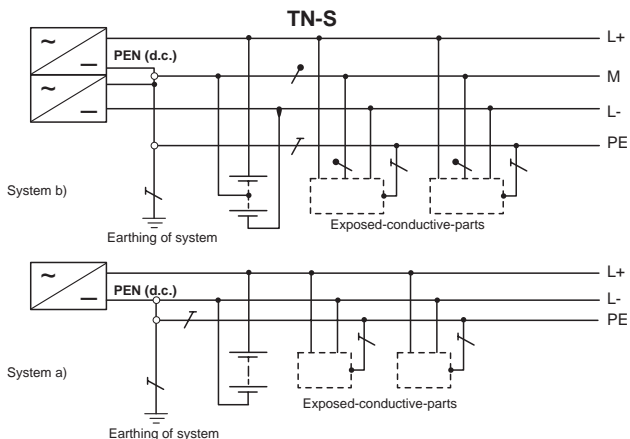 TN-S
~
L+
PEN (d.c.)
M
~
L-
PE
System b)
Earthing of system
Exposed-conductive-parts
~
L+
PEN (d.c.)
L-
PE
System a)
Exposed-conductive-parts
Earthing of system